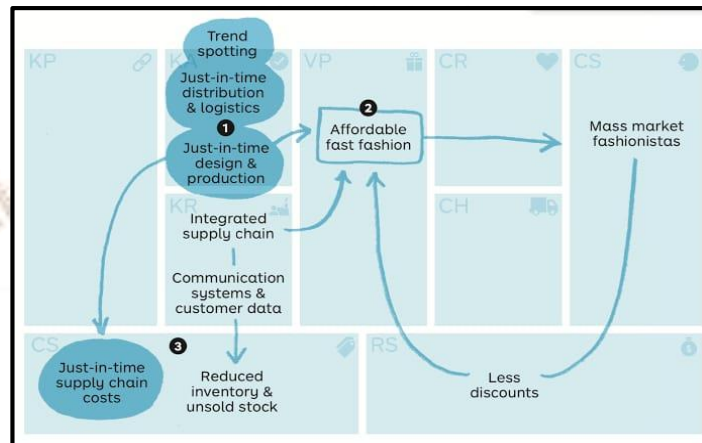 KP
KA
Trend
spotting
Just-in-time
distribution
& logistics
1
Just-in-time
design &
production
VP
2
Affordable
fast fashion
CR
CS
Mass market
fashionistas
KR
Integrated
supply chain
Communication
systems &
customer data
CH
CS
Just-in-time
supply chain
costs
3
Reduced
inventory &
unsold stock
RS
Less
discounts